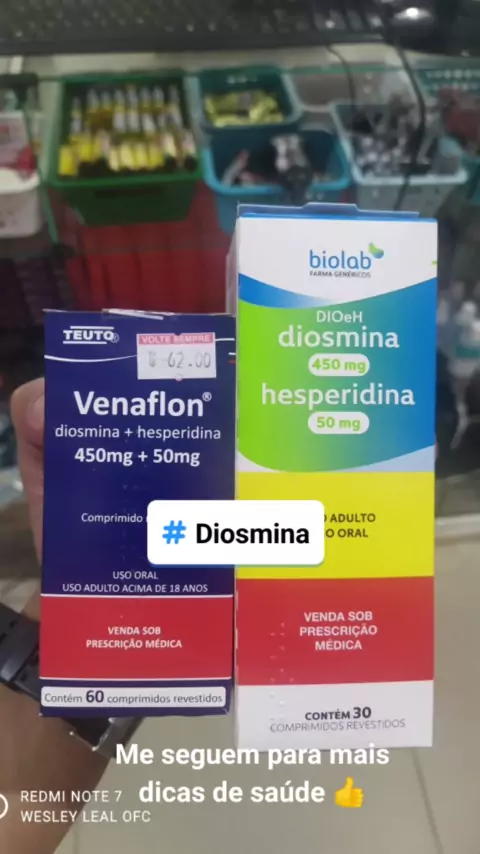 TEUTO
VOLTE SEMPRE
62.00
Venaflon®
diosmina + hesperidina
450mg + 50mg
Comprimido
USO ORAL
USO ADULTO ACIMA DE 18 ANOS
VENDA SOB
PRESCRIÇÃO MÉDICA
Contém 60 comprimidos revestidos
biolab
FARMA GENÉRICOS
DIOeH
diosmina
450 mg
hesperidina
50 mg
ADULTO
ORAL
VENDA SOB
PRESCRIÇÃO
MÉDICA
CONTÉM 30
COMPRIMIDOS REVESTIDOS
# Diosmina
Me seguem para mais
dicas de saúde 👍
REDMI NOTE 7
WESLEY LEAL OFC